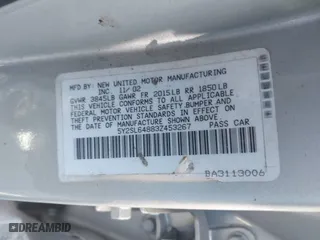 MFD. BY: NEW UNITED MOTOR MANUFACTURING
INC. 11/02
GVWR 3845LB GAWR FR 2015LB RR 1850LB
THIS VEHICLE CONFORMS TO ALL APPLICABLE
FEDERAL MOTOR VEHICLE SAFETY, BUMPER AND
THEFT PREVENTION STANDARDS IN EFFECT ON
THE DATE OF MANUFACTURE SHOWN ABOVE.
5Y2SL64883Z453267 PASS CAR
BA3113006
AUTOHELPERBOT.COM